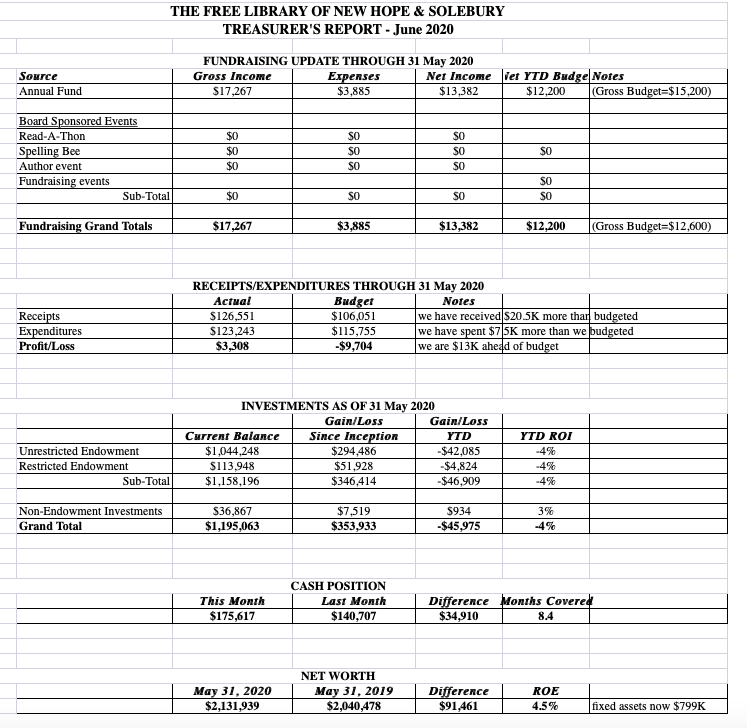 THE FREE LIBRARY OF NEW HOPE & SOLEBURY
TREASURER'S REPORT - June 2020
FUNDRAISING UPDATE THROUGH 31 May 2020
Source Gross Income Expenses Net Income iet YTD Budge Notes
Annual Fund $17,267 $3,885 $13,382 $12,200 (Gross Budget=$15,200)
Board Sponsored Events
Read-A-Thon $0 $0 $0
Spelling Bee $0 $0 $0 $0
Author event $0 $0 $0
Fundraising events $0
Sub-Total $0 $0 $0 $0
Fundraising Grand Totals $17,267 $3,885 $13,382 $12,200 (Gross Budget=$12,600)
RECEIPTS/EXPENDITURES THROUGH 31 May 2020
Actual Budget Notes
Receipts $126,551 $106,051 we have received $20.5K more than budgeted
Expenditures $123,243 $115,755 we have spent $7.5K more than we budgeted
Profit/Loss $3,308 -$9,704 we are $13K ahead of budget
INVESTMENTS AS OF 31 May 2020
Gain/Loss Gain/Loss
Current Balance Since Inception YTD YTD ROI
Unrestricted Endowment $1,044,248 $294,486 -$42,085 -4%
Restricted Endowment $113,948 $51,928 -$4,824 -4%
Sub-Total $1,158,196 $346,414 -$46,909 -4%
Non-Endowment Investments $36,867 $7,519 $934 3%
Grand Total $1,195,063 $353,933 -$45,975 -4%
CASH POSITION
This Month Last Month Difference Months Covered
$175,617 $140,707 $34,910 8.4
NET WORTH
May 31, 2020 May 31, 2019 Difference ROE
$2,131,939 $2,040,478 $91,461 4.5% fixed assets now $799K